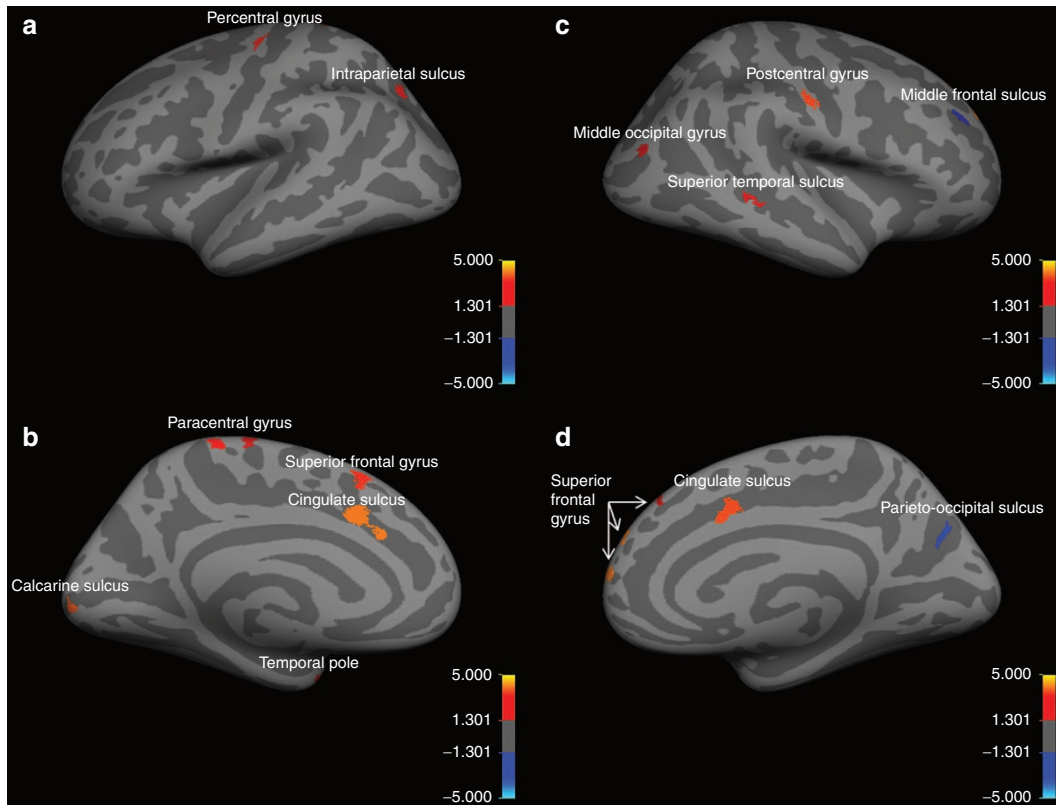 a
Percentral gyrus
Intraparietal sulcus
5.000
1.301
−1.301
−5.000
c
Postcentral gyrus
Middle frontal sulcus
Middle occipital gyrus
Superior temporal sulcus
5.000
1.301
−1.301
−5.000
b
Paracentral gyrus
Superior frontal gyrus
Cingulate sulcus
Calcarine sulcus
Temporal pole
5.000
1.301
−1.301
−5.000
d
Superior
frontal
gyrus
Cingulate sulcus
Parieto-occipital sulcus
5.000
1.301
−1.301
−5.000